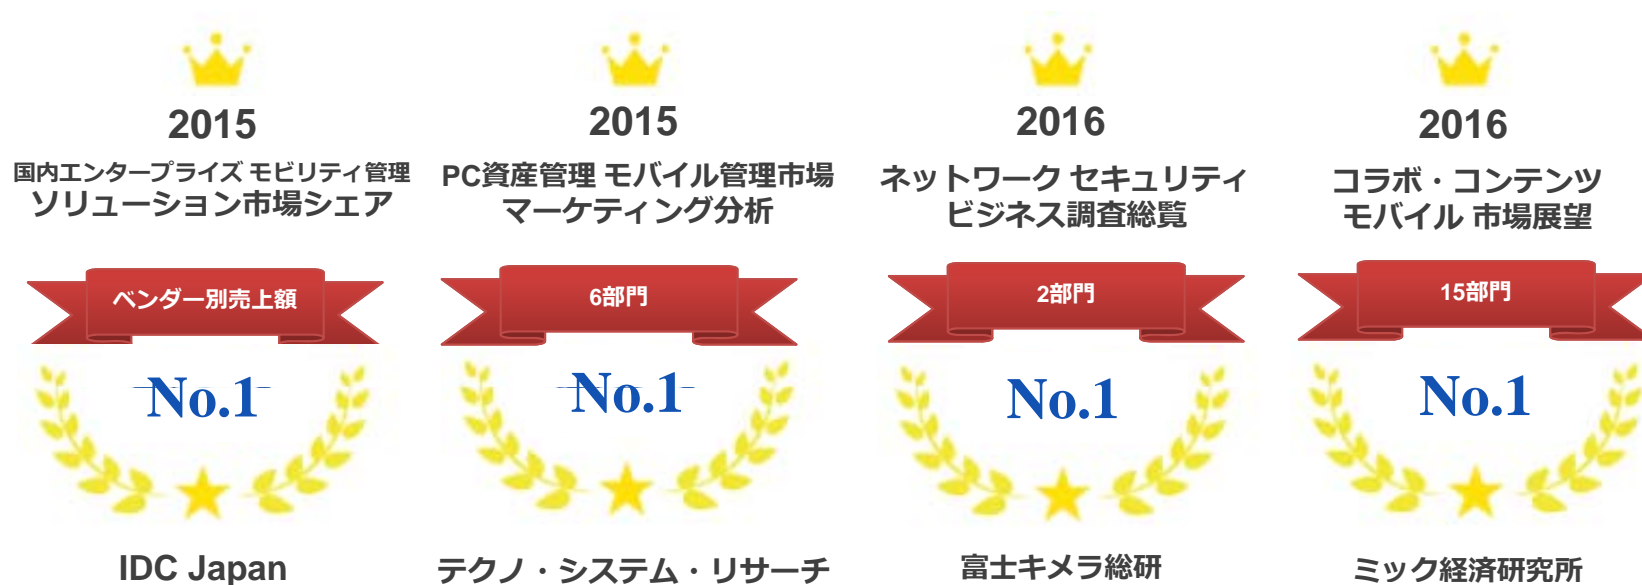 2015
国内エンタープライズ モビリティ管理
ソリューション市場シェア
ベンダー別売上額
No.1
IDC Japan
2015
PC資産管理 モバイル管理市場
マーケティング分析
6部門
No.1
テクノ・システム・リサーチ
2016
ネットワーク セキュリティ
ビジネス調査総覧
2部門
No.1
富士キメラ総研
2016
コラボ・コンテンツ
モバイル 市場展望
15部門
No.1
ミック経済研究所